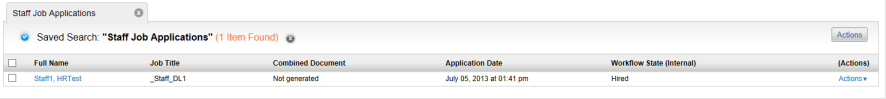 Staff Job Applications
Saved Search: "Staff Job Applications" (1 Item Found)
Actions
Full Name Job Title Combined Document Application Date Workflow State (Internal) (Actions)
Staff1, HRTest _Staff_DL1 Not generated July 05, 2013 at 01:41 pm Hired Actions